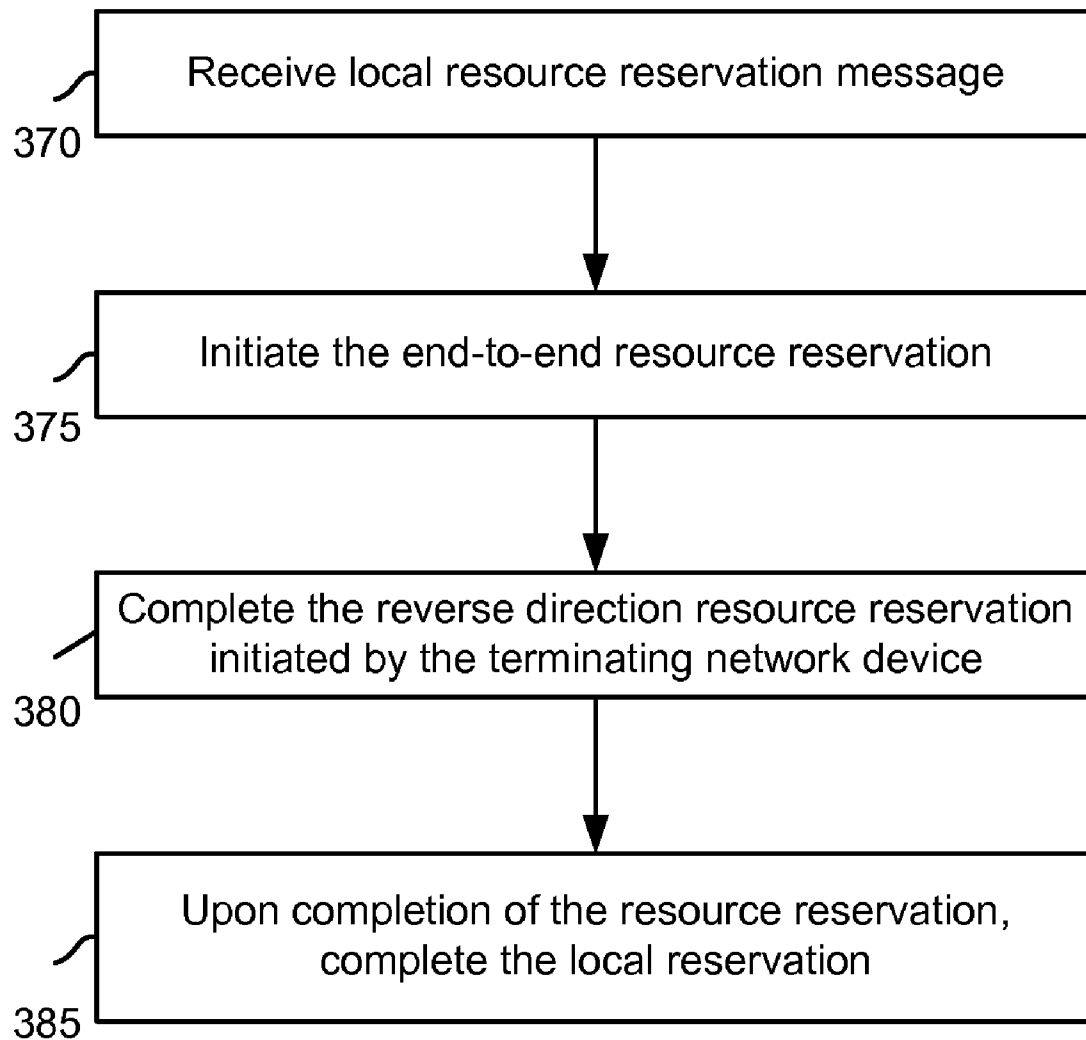 Receive local resource reservation message
370
Initiate the end-to-end resource reservation
375
Complete the reverse direction resource reservation
initiated by the terminating network device
380
Upon completion of the resource reservation,
complete the local reservation
385